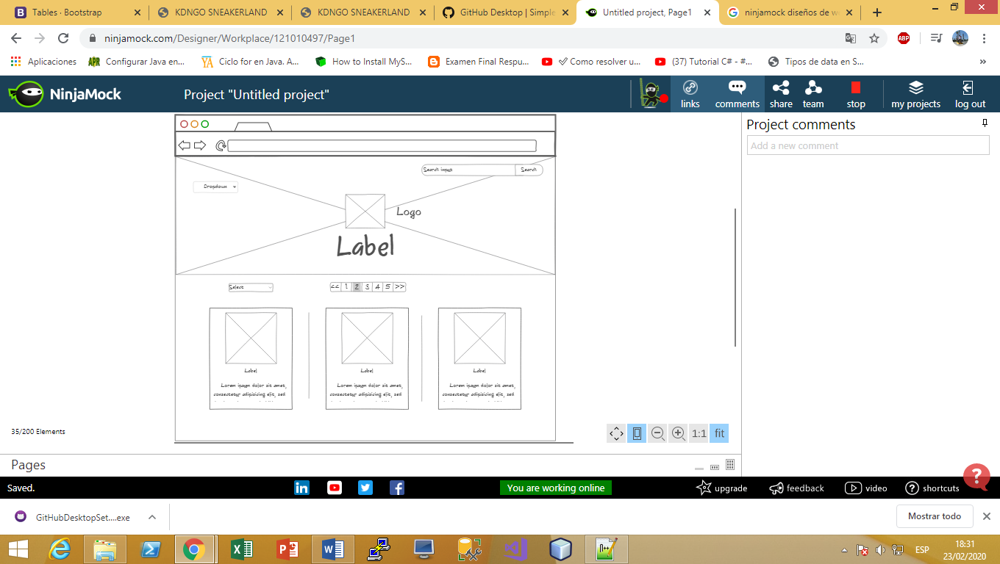 Tables · Bootstrap
KDNGO SNEAKERLAND
KDNGO SNEAKERLAND
GitHub Desktop | Simple
Untitled project, Page1
ninjamock diseños de w
ninjamock.com/Designer/Workplace/121010497/Page1
ABP
Aplicaciones
APR
Configurar Java en...
YA
Ciclo for en Java. A...
How to Install MyS...
Examen Final Respu...
Como resolver u...
(37) Tutorial C# - #...
Tipos de data en S...
»
NinjaMock
Project "Untitled project"
links
comments
share
team
stop
my projects
log out
Project comments
Add a new comment
Search input
Search
Dropdown
Logo
Label
Select
<< 1 2 3 4 5 >>
Label
Lorem ipsum dolor sit amet,
consectetur adipisicing elit, sed
Label
Lorem ipsum dolor sit amet,
consectetur adipisicing elit, sed
Label
Lorem ipsum dolor sit amet,
consectetur adipisicing elit, sed
35/200 Elements
1:1
fit
Pages
?
Saved.
You are working online
upgrade
feedback
video
shortcuts
GitHubDesktopSet....exe
Mostrar todo
ESP
18:31
23/02/2020